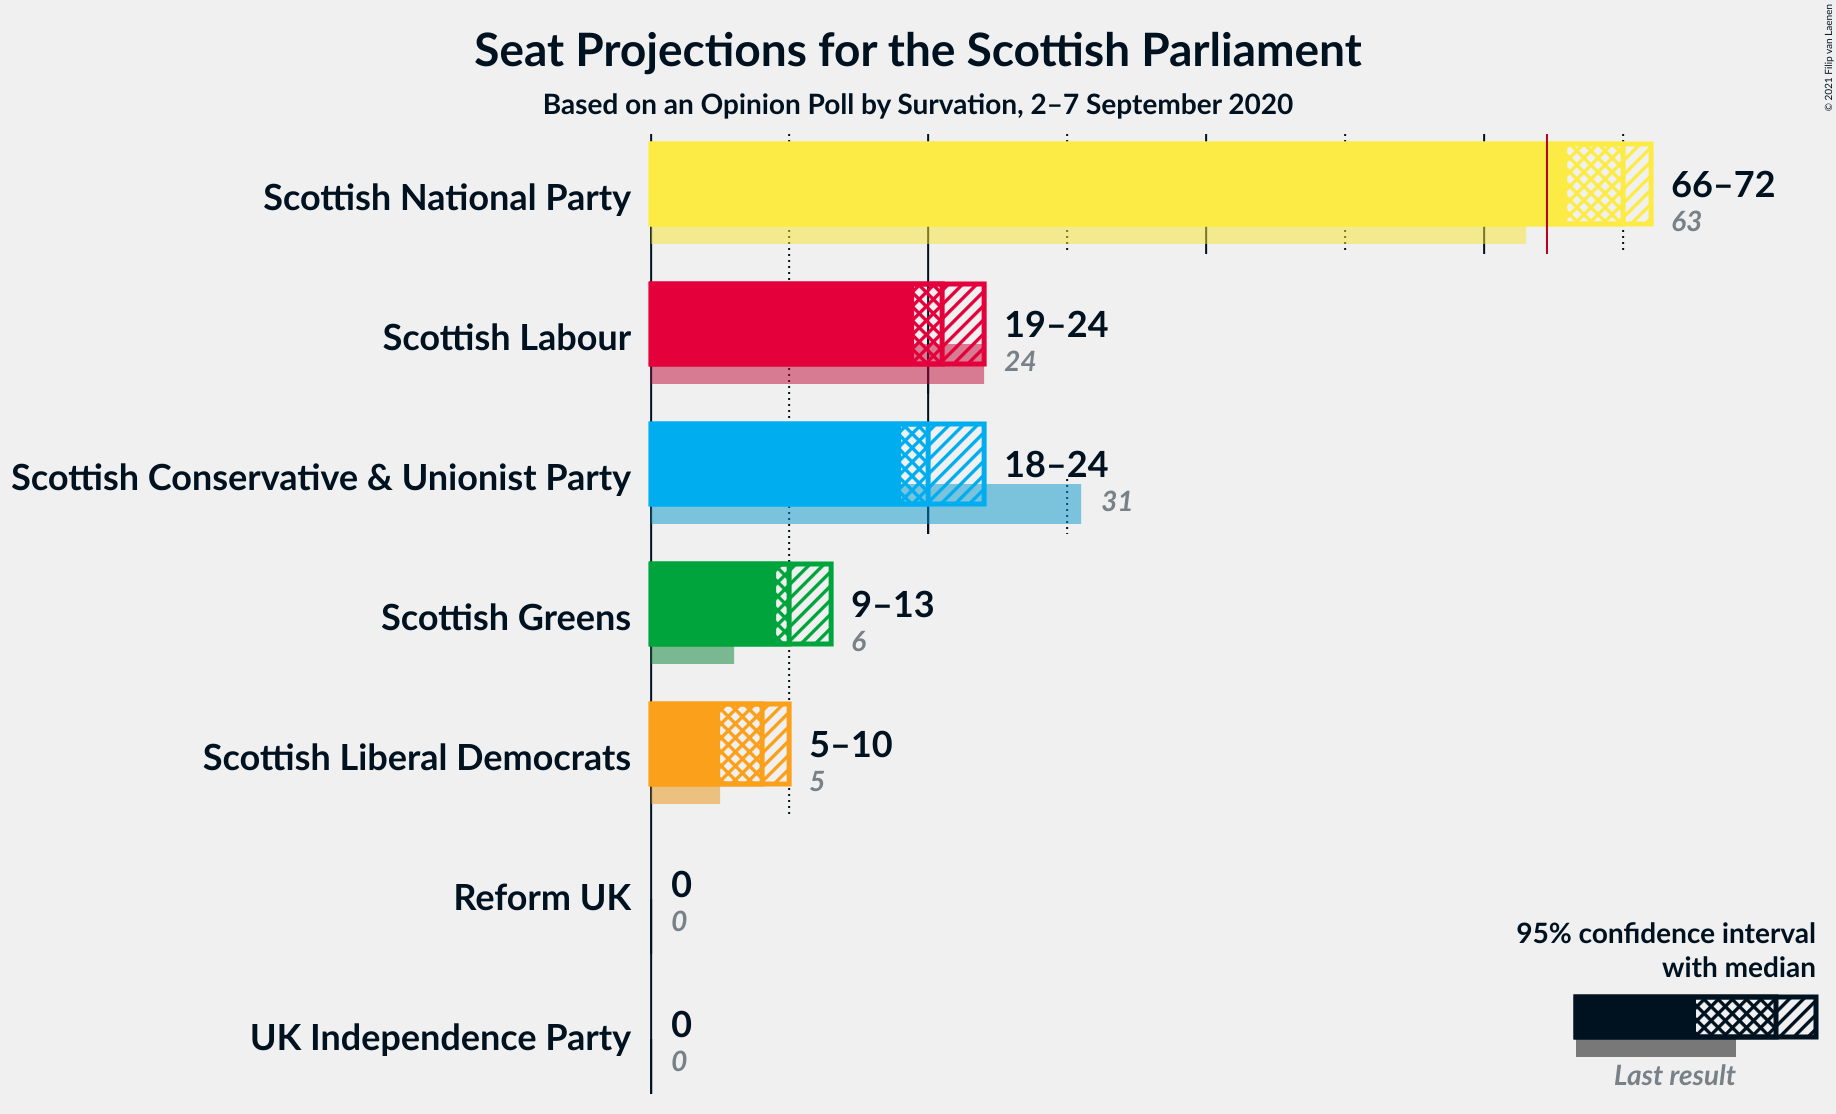 Seat Projections for the Scottish Parliament
Based on an Opinion Poll by Survation, 2–7 September 2020
© 2021 Filip van Laenen
Scottish National Party
66–72
63
Scottish Labour
19–24
24
Scottish Conservative & Unionist Party
18–24
31
Scottish Greens
9–13
6
Scottish Liberal Democrats
5–10
5
Reform UK
0
0
UK Independence Party
0
0
95% confidence interval
with median
Last result